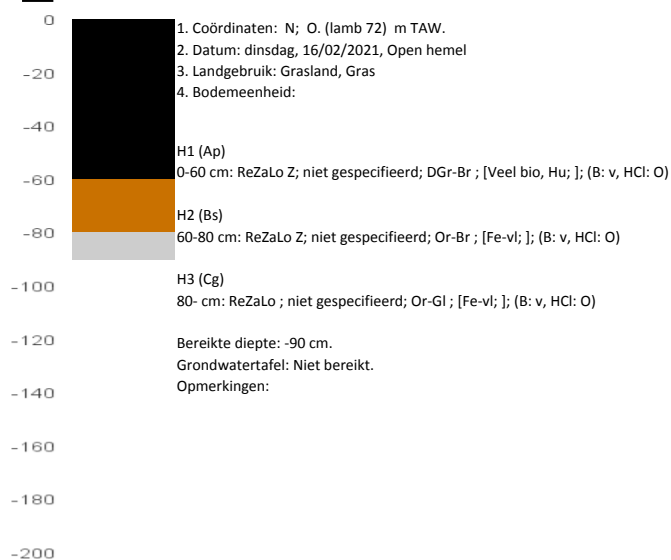 0
-20
-40
-60
-80
-100
-120
-140
-160
-180
-200
1. Coördinaten: N; O. (lamb 72) m TAW.
2. Datum: dinsdag, 16/02/2021, Open hemel
3. Landgebruik: Grasland, Gras
4. Bodemeenheid:
H1 (Ap)
0-60 cm: ReZaLo Z; niet gespecifieerd; DGr-Br ; [Veel bio, Hu; ]; (B: v, HCl: O)
H2 (Bs)
60-80 cm: ReZaLo Z; niet gespecifieerd; Or-Br ; [Fe-vl; ]; (B: v, HCl: O)
H3 (Cg)
80- cm: ReZaLo ; niet gespecifieerd; Or-Gl ; [Fe-vl; ]; (B: v, HCl: O)
Bereikte diepte: -90 cm.
Grondwatertafel: Niet bereikt.
Opmerkingen: